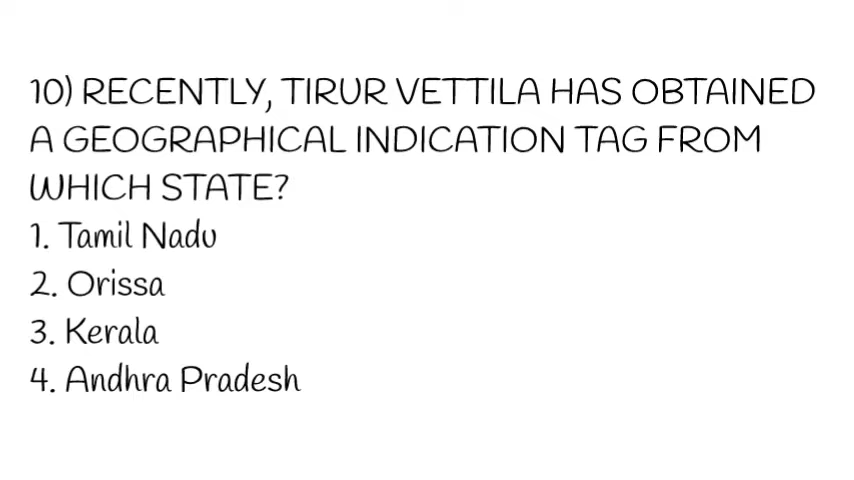 10) RECENTLY, TIRUR VETTILA HAS OBTAINED
A GEOGRAPHICAL INDICATION TAG FROM
WHICH STATE?
1. Tamil Nadu
2. Orissa
3. Kerala
4. Andhra Pradesh